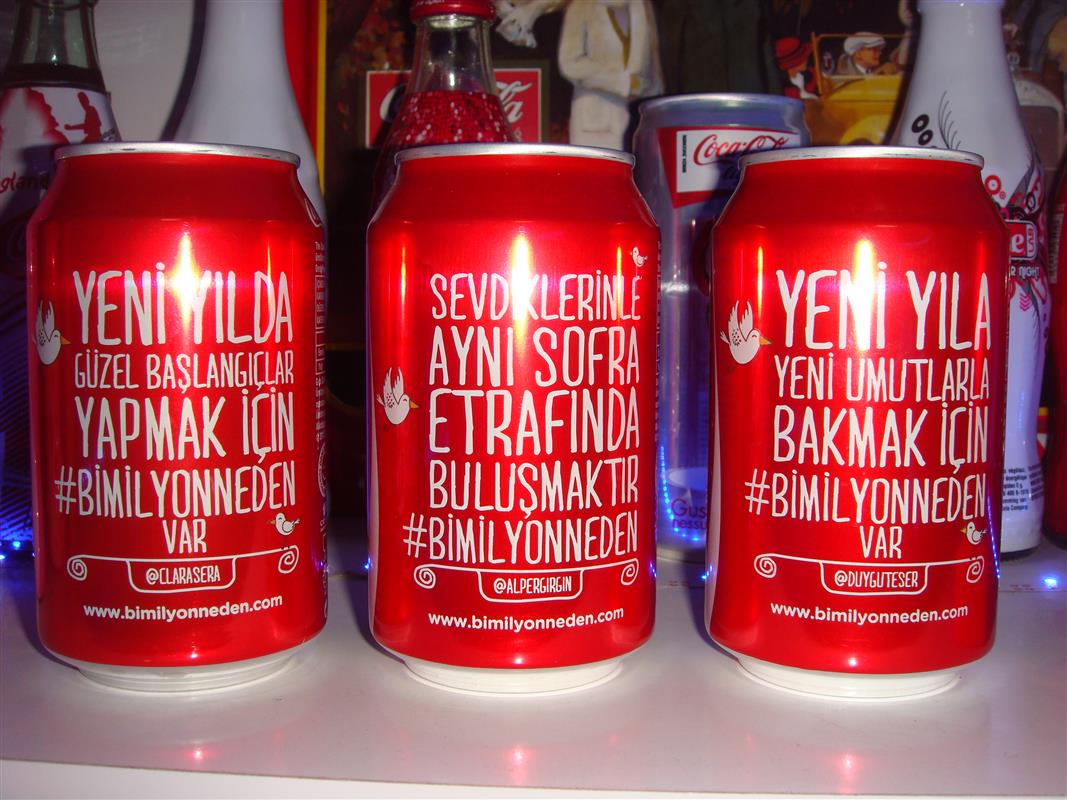 YENİ YILDA
GÜZEL BAŞLANGIÇLAR
YAPMAK İÇİN
#BİMİLYONNEDEN
VAR
@CLARASERA
www.bimilyonneden.com
SEVDİKLERİNLE
AYNI SOFRA
ETRAFINDA
BULUŞMAKTIR
#BİMİLYONNEDEN
@ALPERGIRGIN
www.bimilyonneden.com
YENİ YILA
YENİ UMUTLARLA
BAKMAK İÇİN
#BİMİLYONNEDEN
VAR
@DUYGUTESER
www.bimilyonneden.com
Coca-Cola